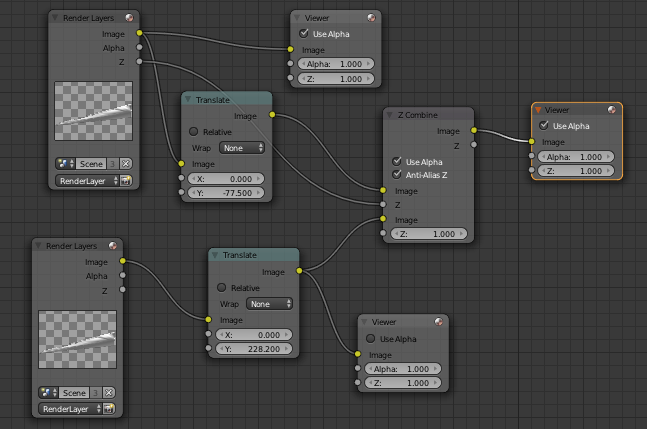 Render Layers
Image
Alpha
Z
Scene 3
RenderLayer
Viewer
Use Alpha
Image
Alpha: 1.000
Z: 1.000
Translate
Image
Relative
Wrap None
Image
X: 0.000
Y: -77.500
Z Combine
Image
Z
Use Alpha
Anti-Alias Z
Image
Z
Image
Z: 1.000
Viewer
Use Alpha
Image
Alpha: 1.000
Z: 1.000
Render Layers
Image
Alpha
Z
Scene 3
RenderLayer
Translate
Image
Relative
Wrap None
Image
X: 0.000
Y: 228.200
Viewer
Use Alpha
Image
Alpha: 1.000
Z: 1.000